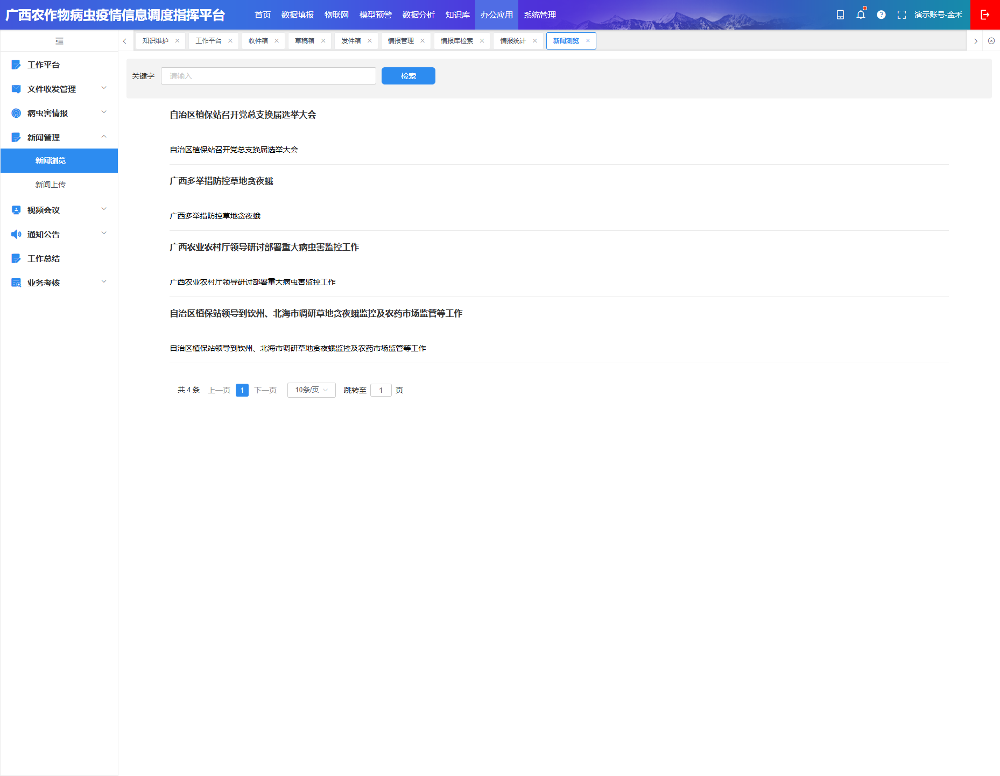 广西农作物病虫疫情信息调度指挥平台 首页 数据填报 物联网 模型预警 数据分析 知识库 办公应用 系统管理 演示账号-金禾
知识维护 工作平台 收件箱 草稿箱 发件箱 情报管理 情报库检索 情报统计 新闻浏览
工作平台
文件收发管理
病虫害情报
新闻管理
新闻浏览
新闻上传
视频会议
通知公告
工作总结
业务考核
关键字 请输入 检索
自治区植保站召开党总支换届选举大会
自治区植保站召开党总支换届选举大会
广西多举措防控草地贪夜蛾
广西多举措防控草地贪夜蛾
广西农业农村厅领导研讨部署重大病虫害监控工作
广西农业农村厅领导研讨部署重大病虫害监控工作
自治区植保站领导到钦州、北海市调研草地贪夜蛾监控及农药市场监管等工作
自治区植保站领导到钦州、北海市调研草地贪夜蛾监控及农药市场监管等工作
共 4 条 上一页 1 下一页 10条/页 跳转至 1 页